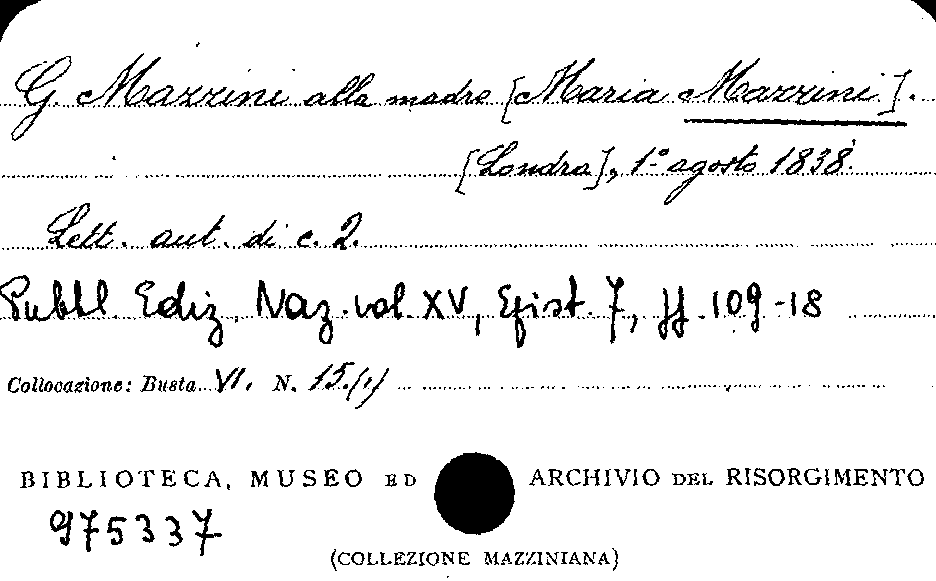 G. Mazzini alla madre [Maria Mazzini].
[Londra], 1º agosto 1838.
Lett. aut. di c. 2.
Pubbl. Ediz. Naz. vol. XV, Epist. 7, pp. 109-18
Collocazione: Busta VI. N. 15.(1)
BIBLIOTECA, MUSEO ED ARCHIVIO DEL RISORGIMENTO
975337
(COLLEZIONE MAZZINIANA)